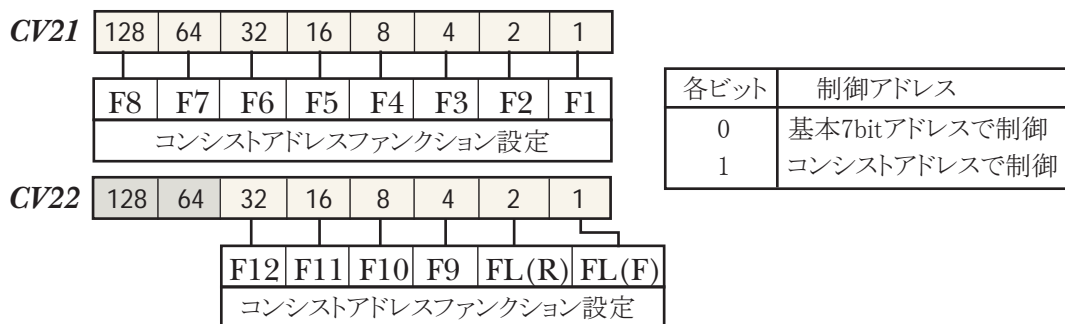 CV21 128 64 32 16 8 4 2 1
F8 F7 F6 F5 F4 F3 F2 F1
コンシストアドレスファンクション設定
各ビット 制御アドレス
0 基本7bitアドレスで制御
1 コンシストアドレスで制御
CV22 128 64 32 16 8 4 2 1
F12 F11 F10 F9 FL(R) FL(F)
コンシストアドレスファンクション設定